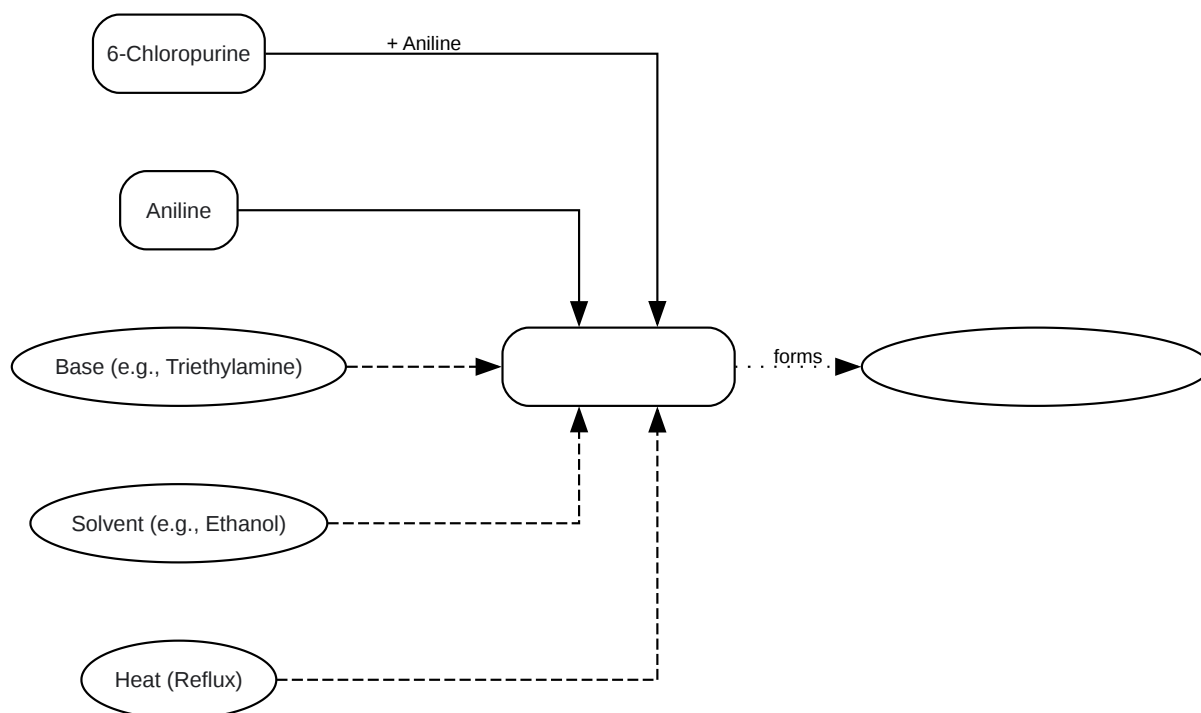 6-Chloropurine
+ Aniline
Aniline
Base (e.g., Triethylamine)
forms
Solvent (e.g., Ethanol)
Heat (Reflux)